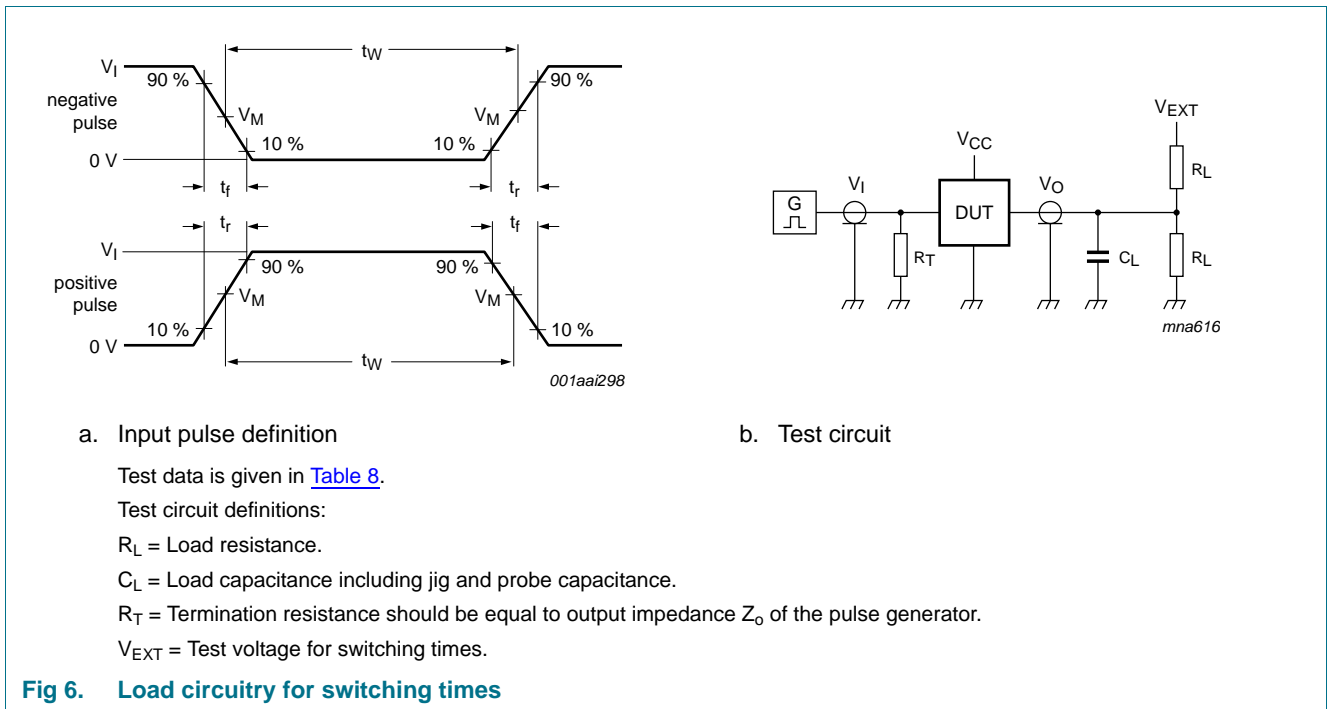 tW
VI
90 %
90 %
negative
pulse
VM
VM
10 %
10 %
0 V
tf
tr
tr
tf
VI
90 %
90 %
positive
pulse
VM
VM
10 %
10 %
0 V
tW
001aai298
VEXT
VCC
RL
VI
VO
G
DUT
RT
CL
RL
mna616
a. Input pulse definition
b. Test circuit
Test data is given in Table 8.
Test circuit definitions:
RL = Load resistance.
CL = Load capacitance including jig and probe capacitance.
RT = Termination resistance should be equal to output impedance Zo of the pulse generator.
VEXT = Test voltage for switching times.
Fig 6. Load circuitry for switching times